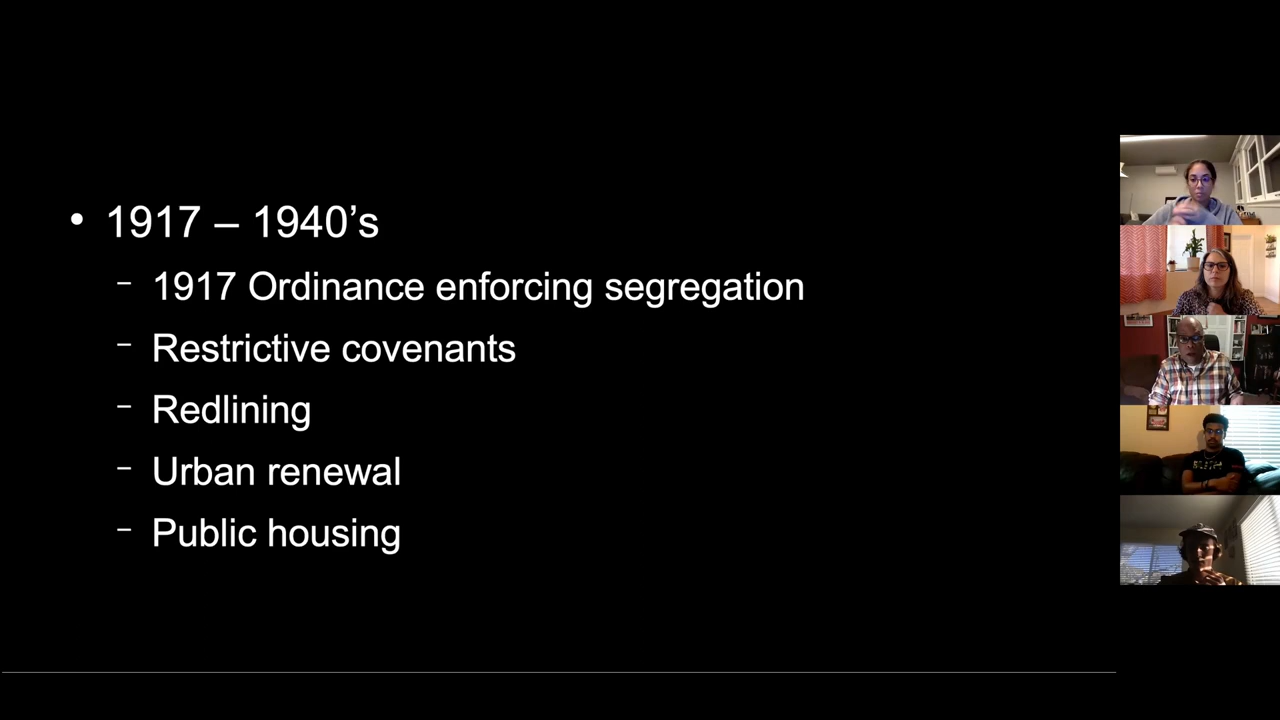 • 1917 – 1940’s
– 1917 Ordinance enforcing segregation
– Restrictive covenants
– Redlining
– Urban renewal
– Public housing